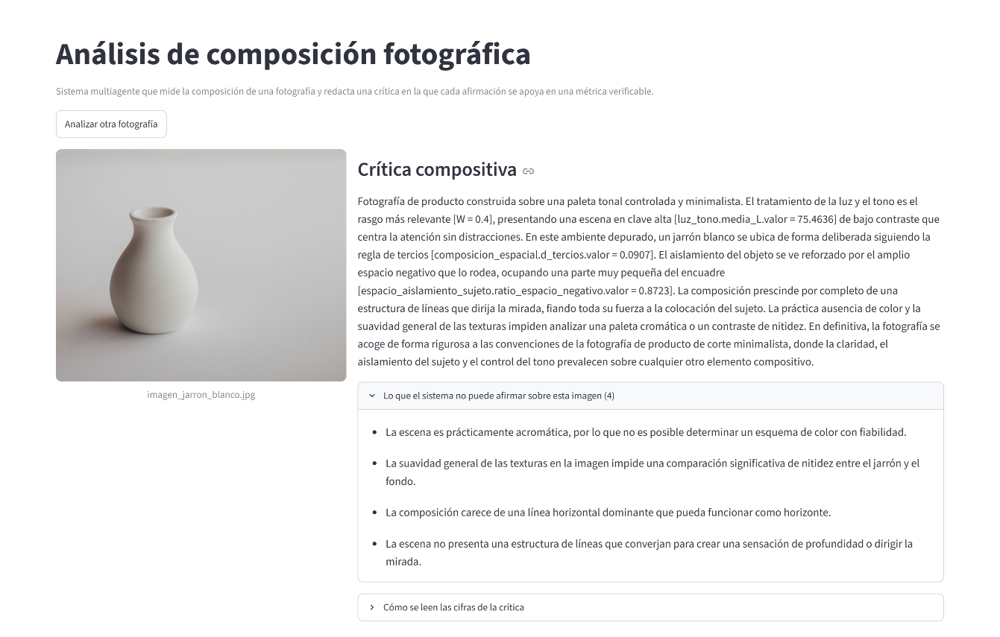 Análisis de composición fotográfica
Sistema multiagente que mide la composición de una fotografía y redacta una crítica en la que cada afirmación se apoya en una métrica verificable.
Analizar otra fotografía
imagen_jarron_blanco.jpg
Crítica compositiva
Fotografía de producto construida sobre una paleta tonal controlada y minimalista. El tratamiento de la luz y el tono es el
rasgo más relevante [W = 0.4], presentando una escena en clave alta [luz_tono.media_L.valor = 75.4636] de bajo contraste que
centra la atención sin distracciones. En este ambiente depurado, un jarrón blanco se ubica de forma deliberada siguiendo la
regla de tercios [composicion_espacial.d_tercios.valor = 0.0907]. El aislamiento del objeto se ve reforzado por el amplio
espacio negativo que lo rodea, ocupando una parte muy pequeña del encuadre
[espacio_aislamiento_sujeto.ratio_espacio_negativo.valor = 0.8723]. La composición prescinde por completo de una
estructura de líneas que dirija la mirada, fiando toda su fuerza a la colocación del sujeto. La práctica ausencia de color y la
suavidad general de las texturas impiden analizar una paleta cromática o un contraste de nitidez. En definitiva, la fotografía se
acoge de forma rigurosa a las convenciones de la fotografía de producto de corte minimalista, donde la claridad, el
aislamiento del sujeto y el control del tono prevalecen sobre cualquier otro elemento compositivo.
Lo que el sistema no puede afirmar sobre esta imagen (4)
• La escena es prácticamente acromática, por lo que no es posible determinar un esquema de color con fiabilidad.
• La suavidad general de las texturas en la imagen impide una comparación significativa de nitidez entre el jarrón y el
fondo.
• La composición carece de una línea horizontal dominante que pueda funcionar como horizonte.
• La escena no presenta una estructura de líneas que converjan para crear una sensación de profundidad o dirigir la
mirada.
Cómo se leen las cifras de la crítica